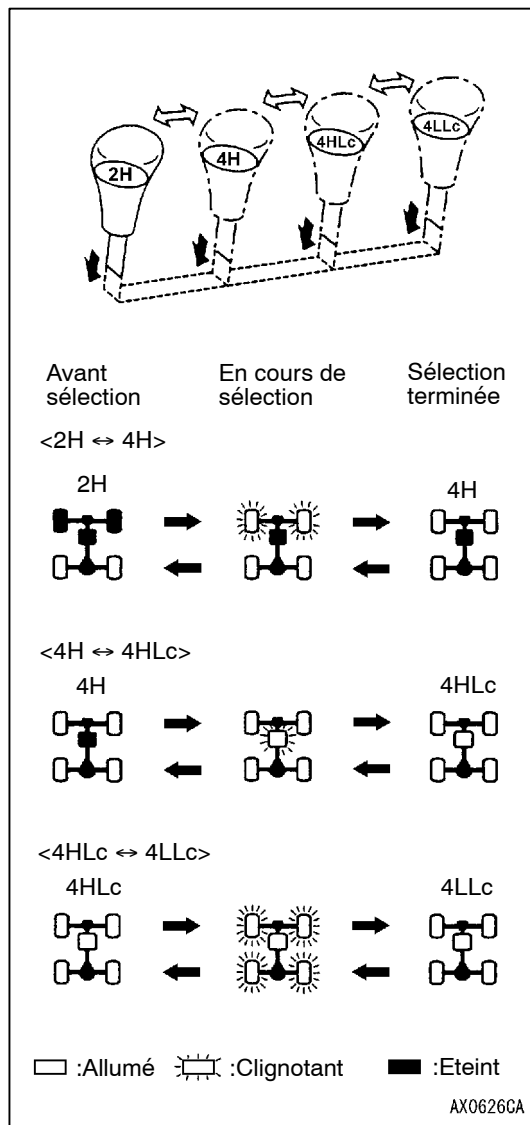 2H
4H
4HLc
4LLc
Avant sélection
En cours de sélection
Sélection terminée
<2H ↔ 4H>
2H
4H
<4H ↔ 4HLc>
4H
4HLc
<4HLc ↔ 4LLc>
4HLc
4LLc
:Allumé :Clignotant :Eteint
AX0626CA